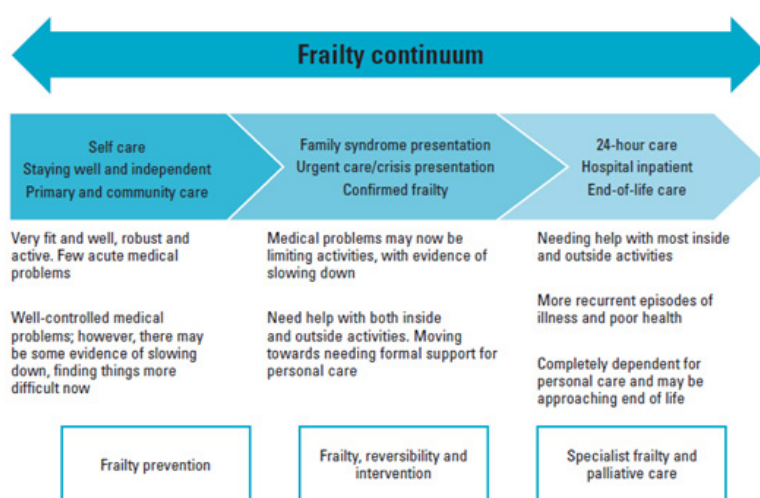 Frailty continuum
Self care
Staying well and independent
Primary and community care
Family syndrome presentation
Urgent care/crisis presentation
Confirmed frailty
24-hour care
Hospital inpatient
End-of-life care
Very fit and well, robust and
active. Few acute medical
problems
Well-controlled medical
problems; however, there may
be some evidence of slowing
down, finding things more
difficult now
Medical problems may now be
limiting activities, with evidence of
slowing down
Need help with both inside
and outside activities. Moving
towards needing formal support for
personal care
Needing help with most inside
and outside activities
More recurrent episodes of
illness and poor health
Completely dependent for
personal care and may be
approaching end of life
Frailty prevention
Frailty, reversibility and
intervention
Specialist frailty and
palliative care